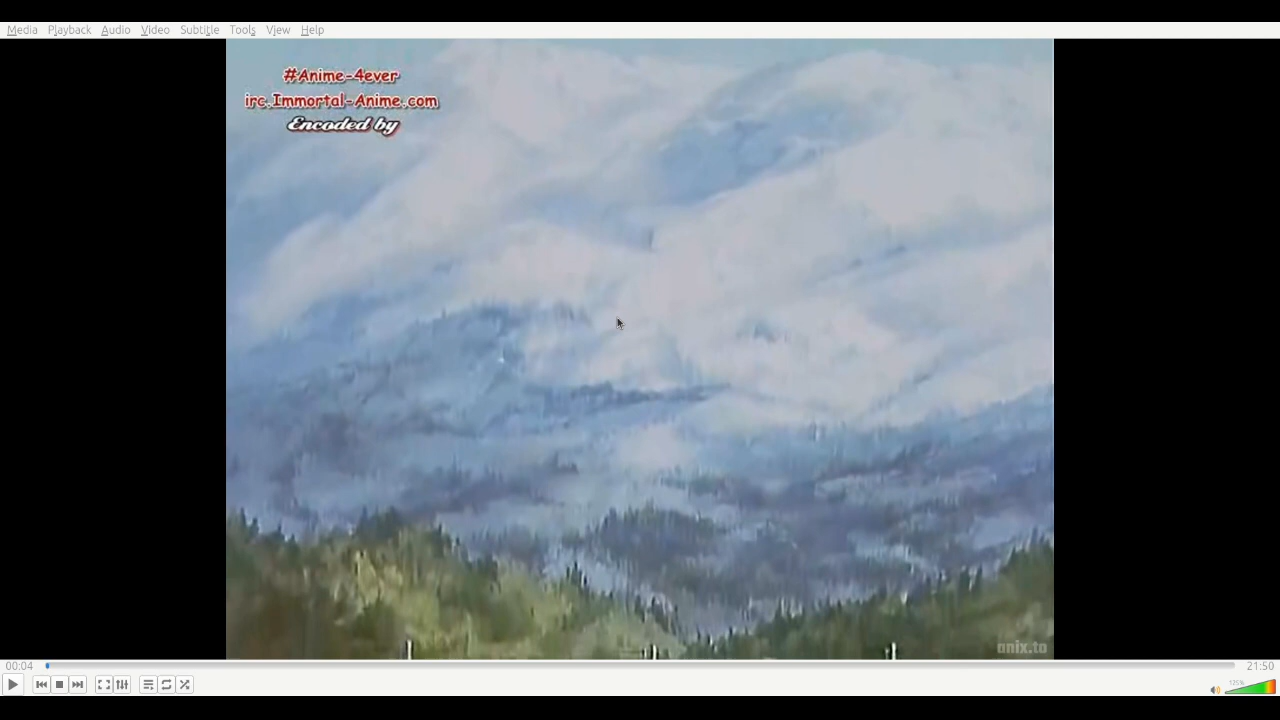 Media Playback Audio Video Subtitle Tools View Help
#Anime-4ever
irc.Immortal-Anime.com
Encoded by
anix.to
00:04 21:50
125%